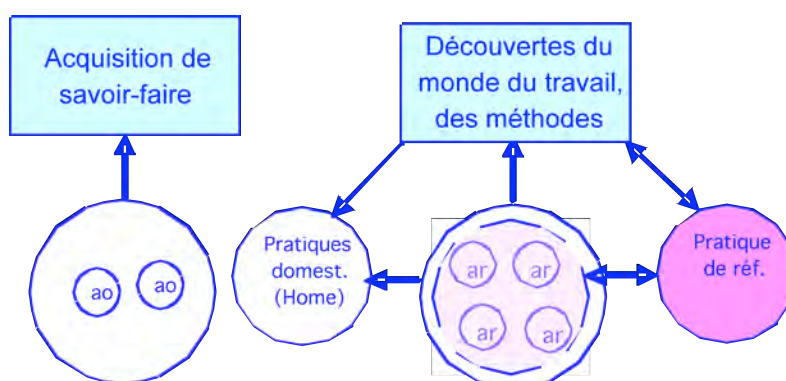 Acquisition de
savoir-faire
Découvertes du
monde du travail,
des méthodes
ao
ao
Pratiques
domest.
(Home)
ar
ar
ar
ar
Pratique
de réf.